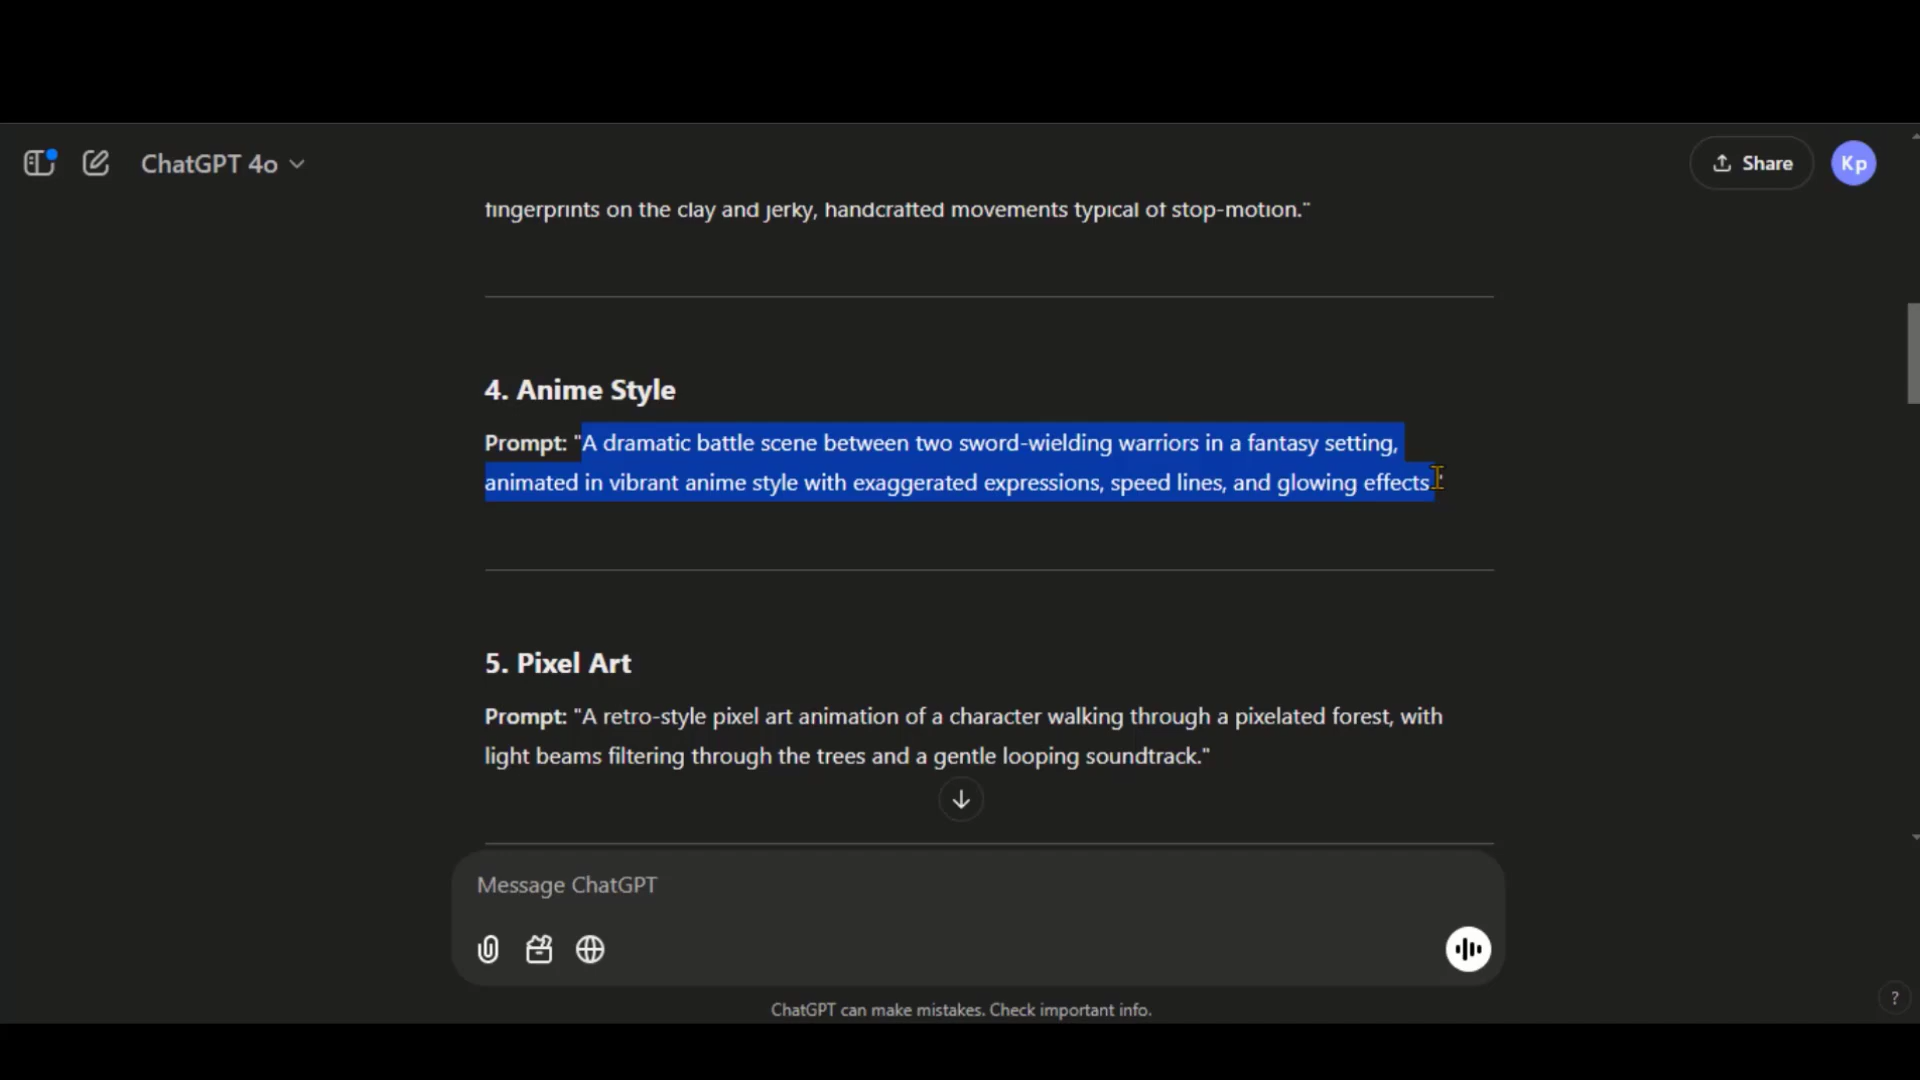 ChatGPT 4o
Share
Kp
fingerprints on the clay and jerky, handcrafted movements typical of stop-motion."
4. Anime Style
Prompt: "A dramatic battle scene between two sword-wielding warriors in a fantasy setting,
animated in vibrant anime style with exaggerated expressions, speed lines, and glowing effects
5. Pixel Art
Prompt: "A retro-style pixel art animation of a character walking through a pixelated forest, with
light beams filtering through the trees and a gentle looping soundtrack."
Message ChatGPT
ChatGPT can make mistakes. Check important info.
?